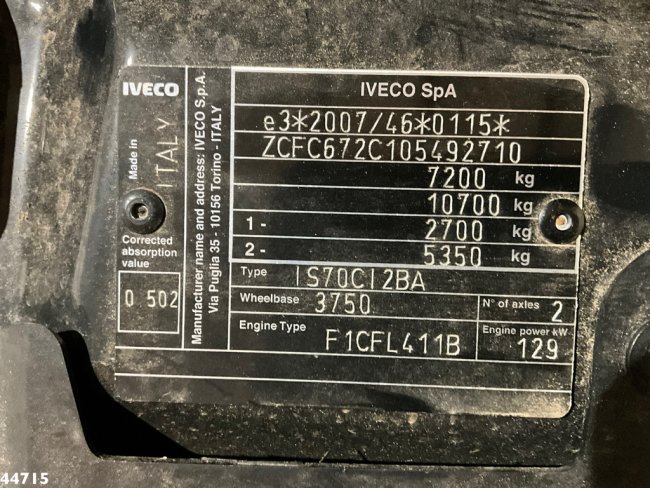 IVECO
Made in
ITALY
Corrected
absorption
value
0 502
Manufacturer name and address: IVECO S.p.A.
Via Puglia 35 - 10156 Torino - ITALY
IVECO SpA
e3*2007/46*0115*
ZCFC672C105492710
7200 kg
10700 kg
1- 2700 kg
2- 5350 kg
Type IS70CI2BA
Wheelbase 3750
N° of axles 2
Engine Type F1CFL411B
Engine power kW
129
44715